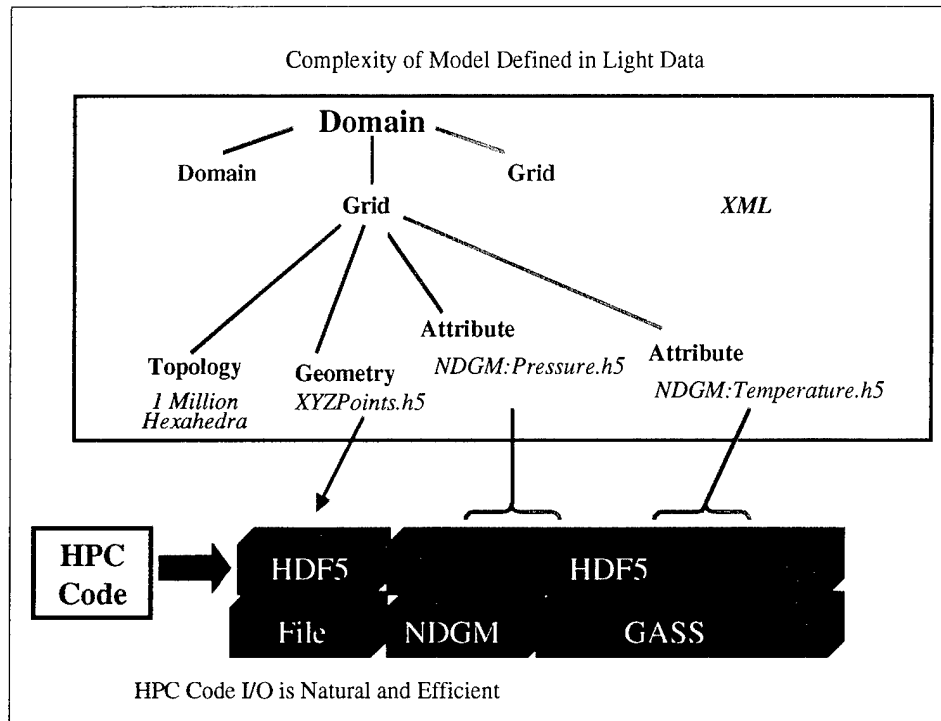 Complexity of Model Defined in Light Data
Domain
Domain
Grid
Grid
XML
Attribute
NDGM:Pressure.h5
Attribute
NDGM:Temperature.h5
Topology
1 Million
Hexahedra
Geometry
XYZPoints.h5
HPC
Code
HDF5
HDF5
File
NDGM
GASS
HPC Code I/O is Natural and Efficient